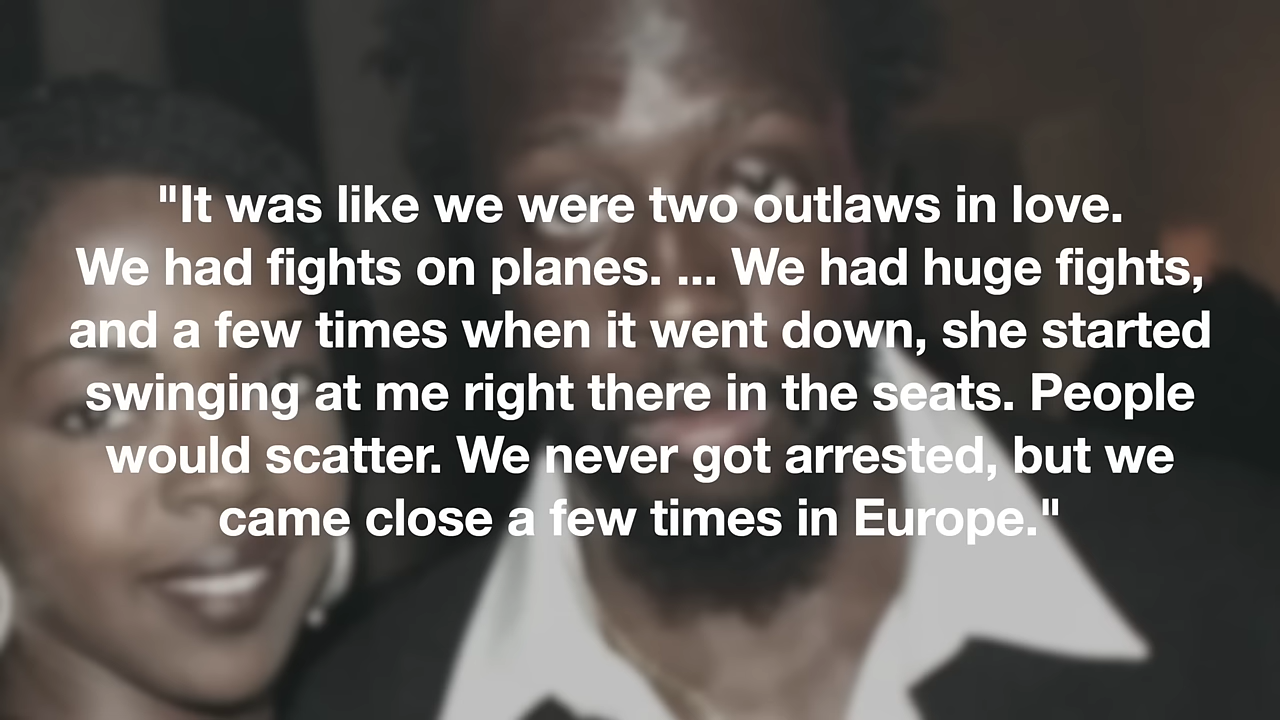 "It was like we were two outlaws in love.
We had fights on planes. ... We had huge fights,
and a few times when it went down, she started
swinging at me right there in the seats. People
would scatter. We never got arrested, but we
came close a few times in Europe."